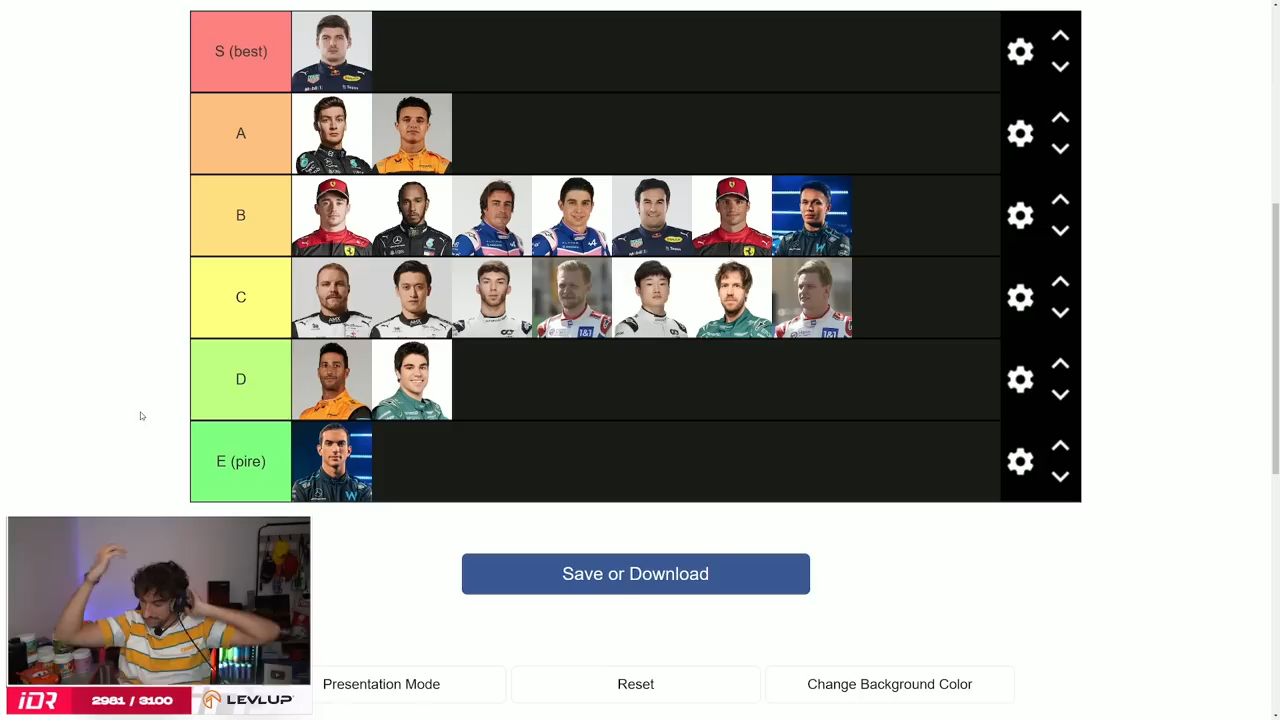 S (best)
A
B
C
D
E (pire)
Save or Download
Presentation Mode
Reset
Change Background Color
iDR
2981 / 3100
LEVLUP